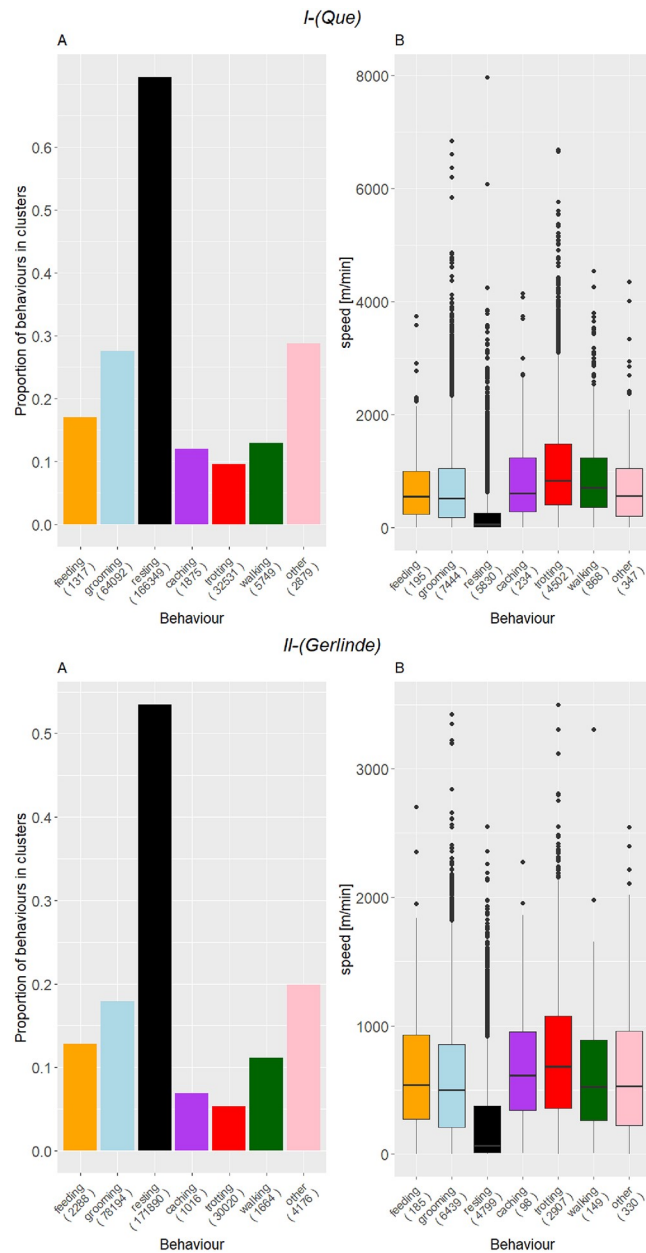 I-(Que)
A
Proportion of behaviours in clusters
0.6
0.5
0.4
0.3
0.2
0.1
0.0
feeding
( 1317 )
grooming
( 64092 )
resting
( 166349 )
caching
( 1875 )
trotting
( 32531 )
walking
( 5749 )
other
( 2879 )
Behaviour
B
speed [m/min]
8000
6000
4000
2000
0
feeding
( 195 )
grooming
( 7444 )
resting
( 5830 )
caching
( 234 )
trotting
( 4502 )
walking
( 868 )
other
( 347 )
Behaviour
II-(Gerlinde)
A
Proportion of behaviours in clusters
0.5
0.4
0.3
0.2
0.1
0.0
feeding
( 2288 )
grooming
( 78194 )
resting
( 171890 )
caching
( 1016 )
trotting
( 30020 )
walking
( 1664 )
other
( 4176 )
Behaviour
B
speed [m/min]
3000
2000
1000
0
feeding
( 185 )
grooming
( 6439 )
resting
( 4799 )
caching
( 98 )
trotting
( 2907 )
walking
( 149 )
other
( 330 )
Behaviour